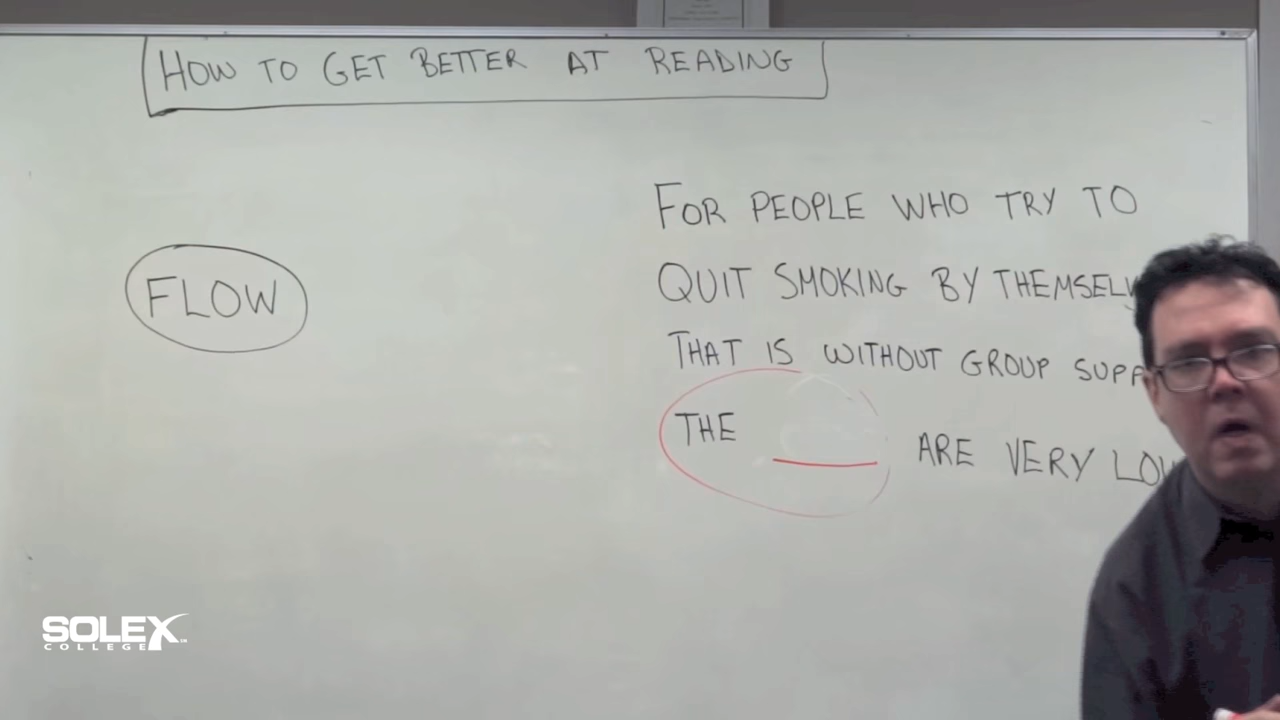 HOW TO GET BETTER AT READING
FLOW
FOR PEOPLE WHO TRY TO
QUIT SMOKING BY
THAT IS WITHOUT GROUP
THE ARE VERY
SOLEX
COLLEGE